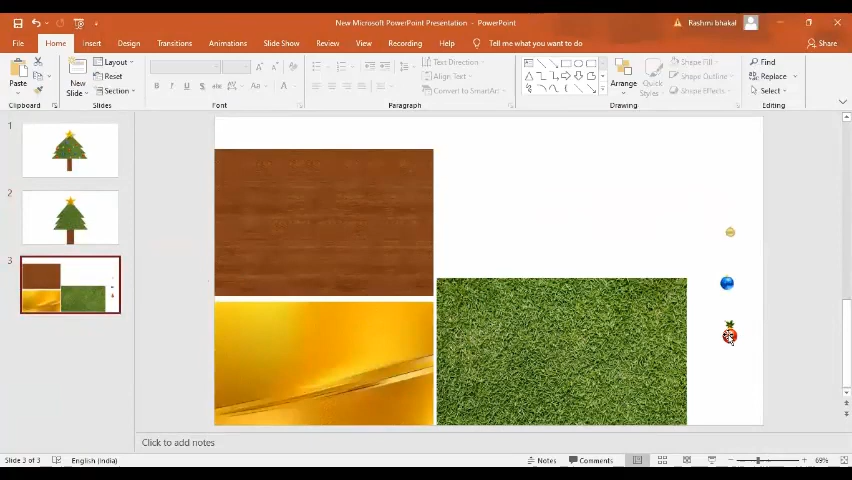 New Microsoft PowerPoint Presentation - PowerPoint
Rashmi bhakal
File Home Insert Design Transitions Animations Slide Show Review View Recording Help Tell me what you want to do Share
Paste
New Slide
Layout
Reset
Section
B I U S
Text Direction
Align Text
Convert to SmartArt
Arrange
Quick Styles
Shape Fill
Shape Outline
Shape Effects
Find
Replace
Select
Clipboard Slides Font Paragraph Drawing Editing
1
2
3
Click to add notes
Slide 3 of 3 English (India) Notes Comments 69%